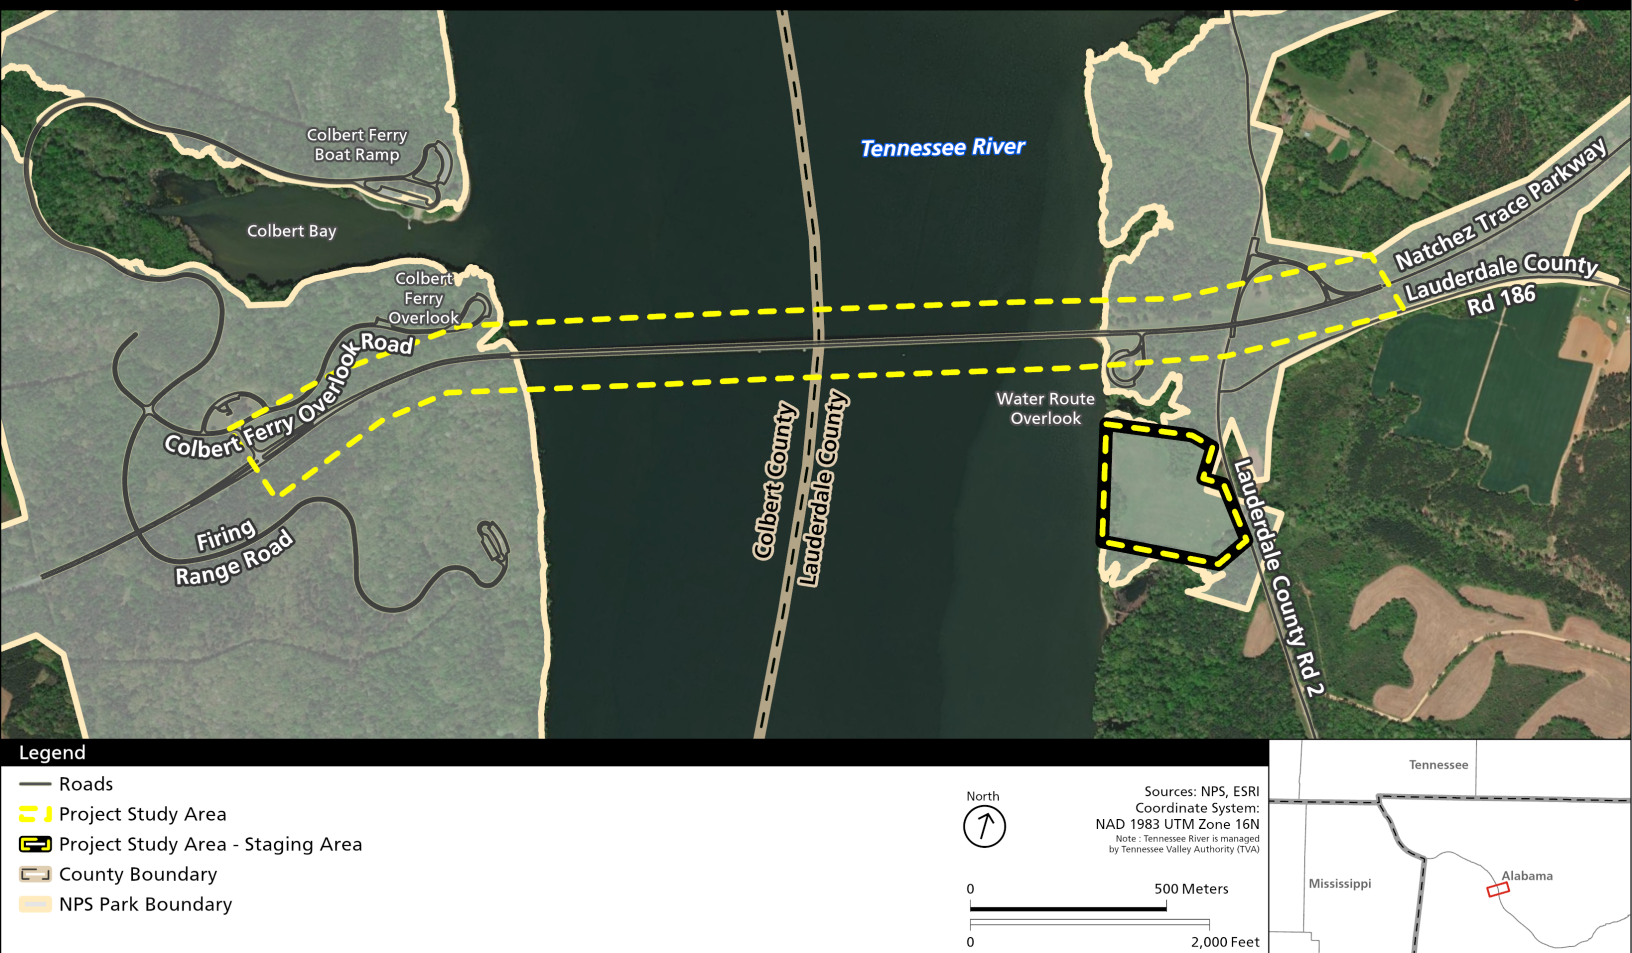 Colbert Ferry
Boat Ramp
Tennessee River
Colbert Bay
Colbert
Ferry
Overlook
Natchez Trace Parkway
Lauderdale County
Rd 186
Colbert Ferry Overlook Road
Water Route
Overlook
Colbert County
Lauderdale County
Firing
Range Road
Lauderdale County Rd 2
Legend
Roads
Project Study Area
Project Study Area - Staging Area
County Boundary
NPS Park Boundary
North
Sources: NPS, ESRI
Coordinate System:
NAD 1983 UTM Zone 16N
Note : Tennessee River is managed
by Tennessee Valley Authority (TVA)
0 500 Meters
0 2,000 Feet
Tennessee
Mississippi
Alabama